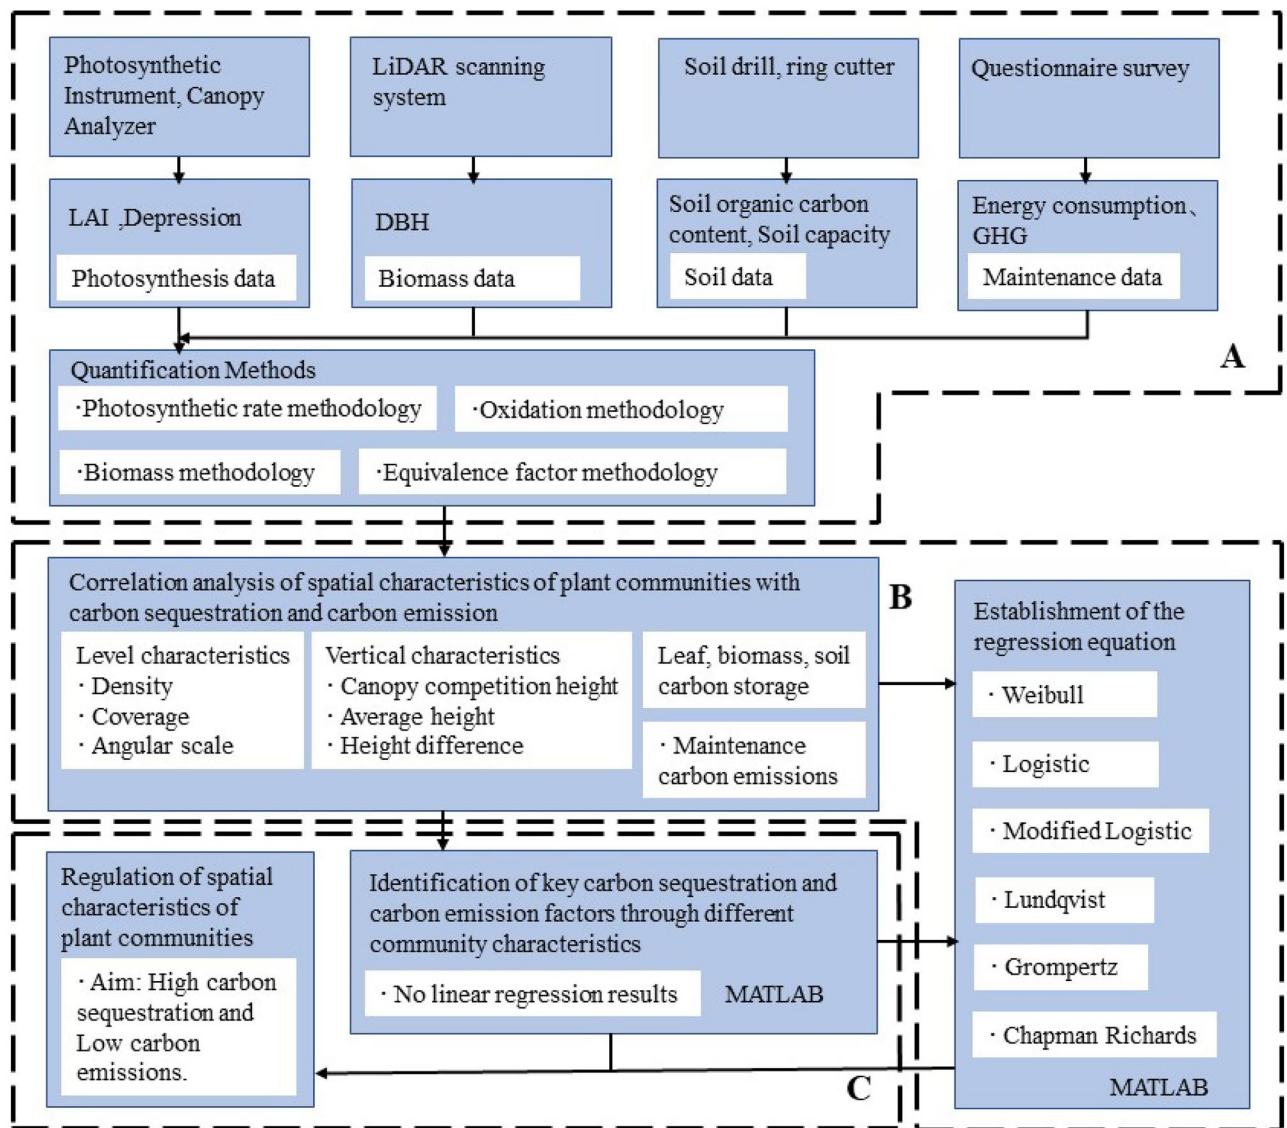 Photosynthetic
Instrument, Canopy
Analyzer
LiDAR scanning
system
Soil drill, ring cutter
Questionnaire survey
LAI ,Depression
Photosynthesis data
DBH
Biomass data
Soil organic carbon
content, Soil capacity
Soil data
Energy consumption、
GHG
Maintenance data
A
Quantification Methods
·Photosynthetic rate methodology
·Oxidation methodology
·Biomass methodology
·Equivalence factor methodology
Correlation analysis of spatial characteristics of plant communities with
carbon sequestration and carbon emission
B
Level characteristics
· Density
· Coverage
· Angular scale
Vertical characteristics
· Canopy competition height
· Average height
· Height difference
Leaf, biomass, soil
carbon storage
· Maintenance
carbon emissions
Establishment of the
regression equation
· Weibull
· Logistic
· Modified Logistic
· Lundqvist
· Grompertz
· Chapman Richards
MATLAB
Regulation of spatial
characteristics of
plant communities
· Aim: High carbon
sequestration and
Low carbon
emissions.
Identification of key carbon sequestration and
carbon emission factors through different
community characteristics
· No linear regression results
MATLAB
C